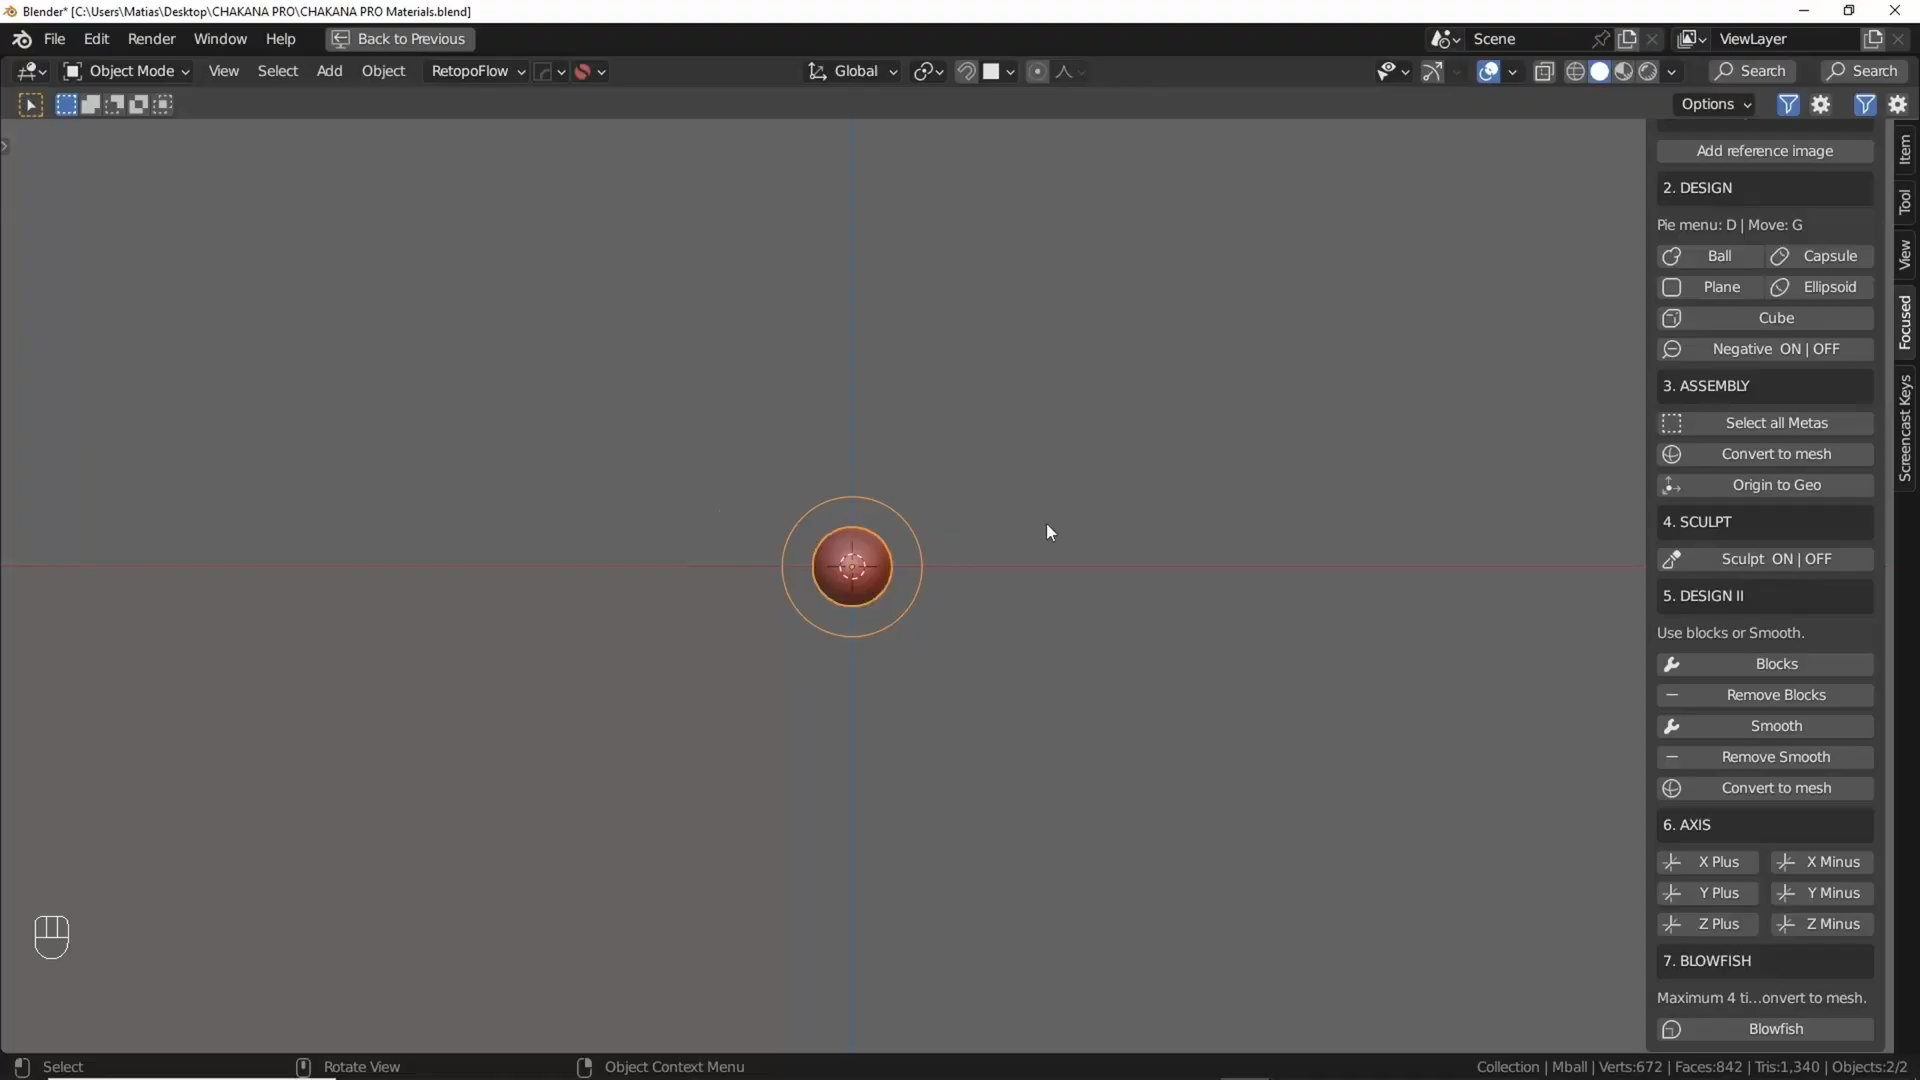 Blender* [C:\Users\Matias\Desktop\CHAKANA PRO\CHAKANA PRO Materials.blend]
File Edit Render Window Help Back to Previous Scene ViewLayer
Object Mode View Select Add Object RetopoFlow Global Search Search
Options
Add reference image
2. DESIGN
Pie menu: D | Move: G
Ball Capsule
Plane Ellipsoid
Cube
Negative ON | OFF
3. ASSEMBLY
Select all Metas
Convert to mesh
Origin to Geo
4. SCULPT
Sculpt ON | OFF
5. DESIGN II
Use blocks or Smooth.
Blocks
Remove Blocks
Smooth
Remove Smooth
Convert to mesh
6. AXIS
X Plus X Minus
Y Plus Y Minus
Z Plus Z Minus
7. BLOWFISH
Maximum 4 ti...onvert to mesh.
Blowfish
Item
Tool
View
Focused
Screencast Keys
Select Rotate View Object Context Menu Collection | Mball | Verts:672 | Faces:842 | Tris:1,340 | Objects:2/2